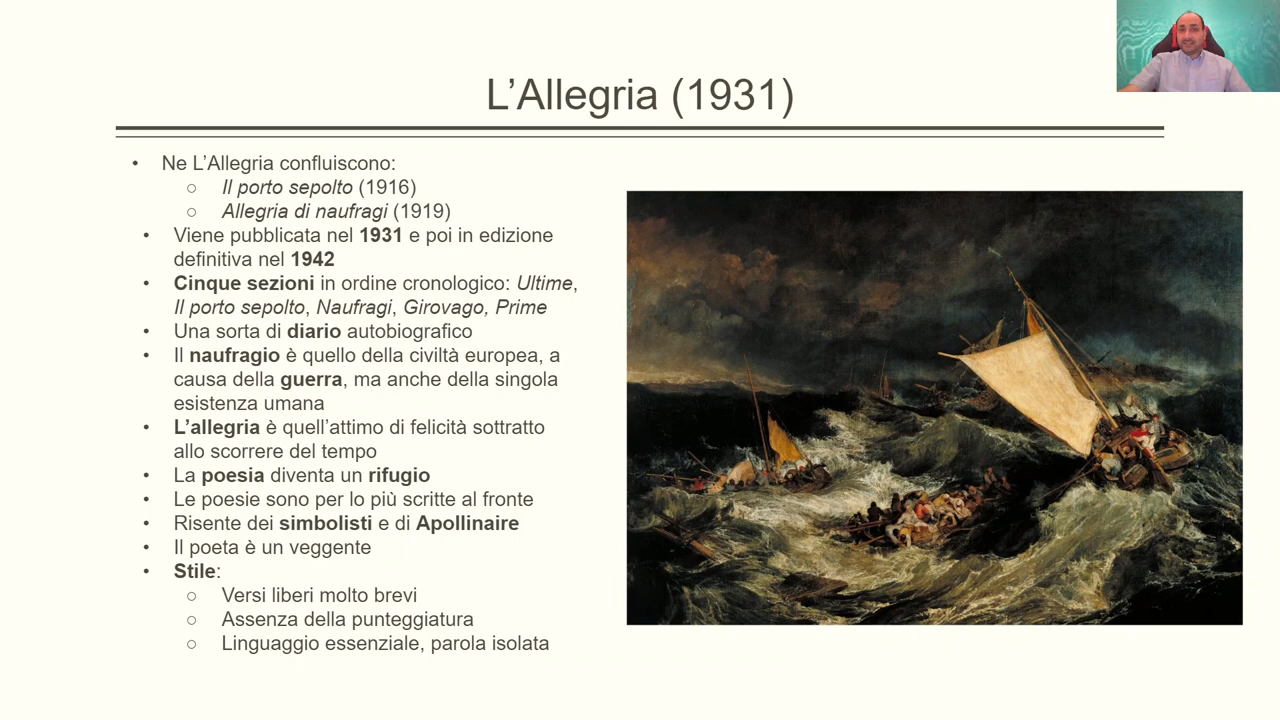 L’Allegria (1931)
• Ne L’Allegria confluiscono:
○ Il porto sepolto (1916)
○ Allegria di naufragi (1919)
• Viene pubblicata nel 1931 e poi in edizione
definitiva nel 1942
• Cinque sezioni in ordine cronologico: Ultime,
Il porto sepolto, Naufragi, Girovago, Prime
• Una sorta di diario autobiografico
• Il naufragio è quello della civiltà europea, a
causa della guerra, ma anche della singola
esistenza umana
• L’allegria è quell’attimo di felicità sottratto
allo scorrere del tempo
• La poesia diventa un rifugio
• Le poesie sono per lo più scritte al fronte
• Risente dei simbolisti e di Apollinaire
• Il poeta è un veggente
• Stile:
○ Versi liberi molto brevi
○ Assenza della punteggiatura
○ Linguaggio essenziale, parola isolata